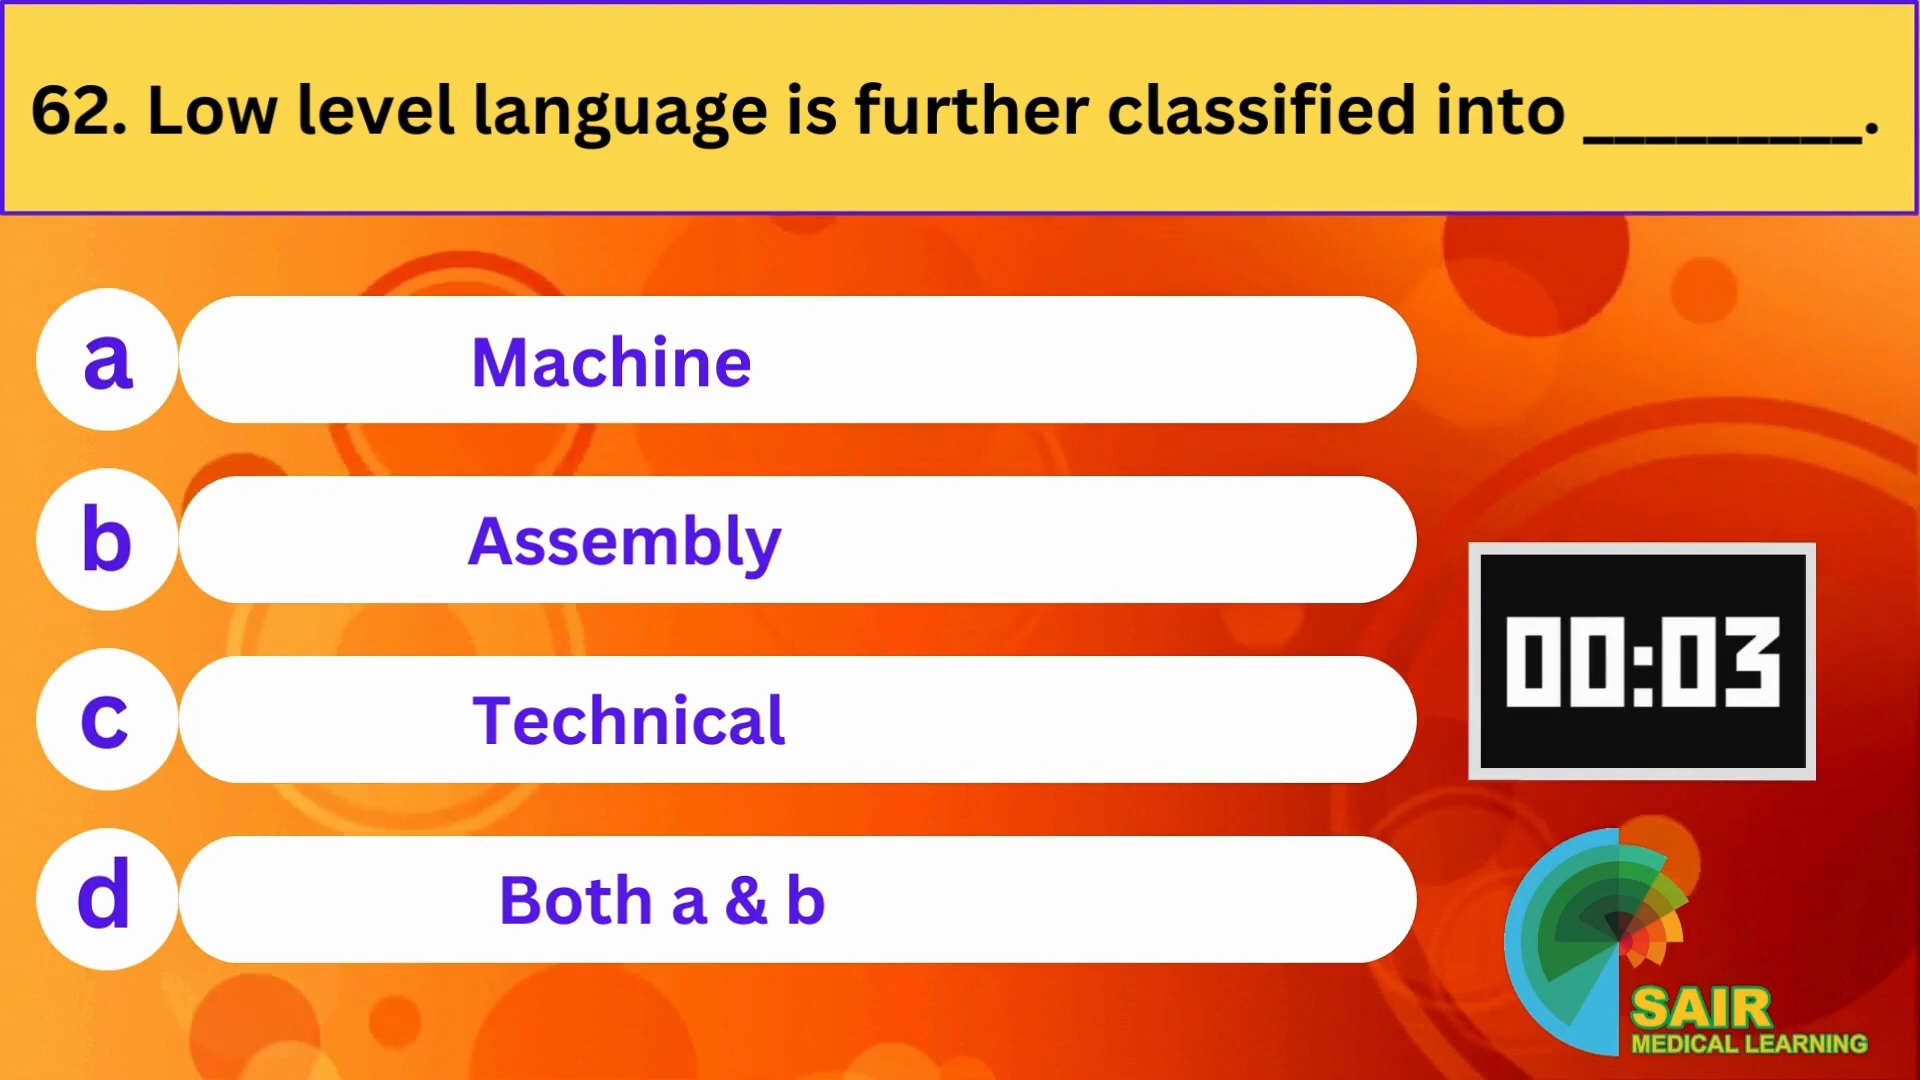 62. Low level language is further classified into _________.
a
Machine
b
Assembly
c
Technical
d
Both a & b
00:03
SAIR
MEDICAL LEARNING